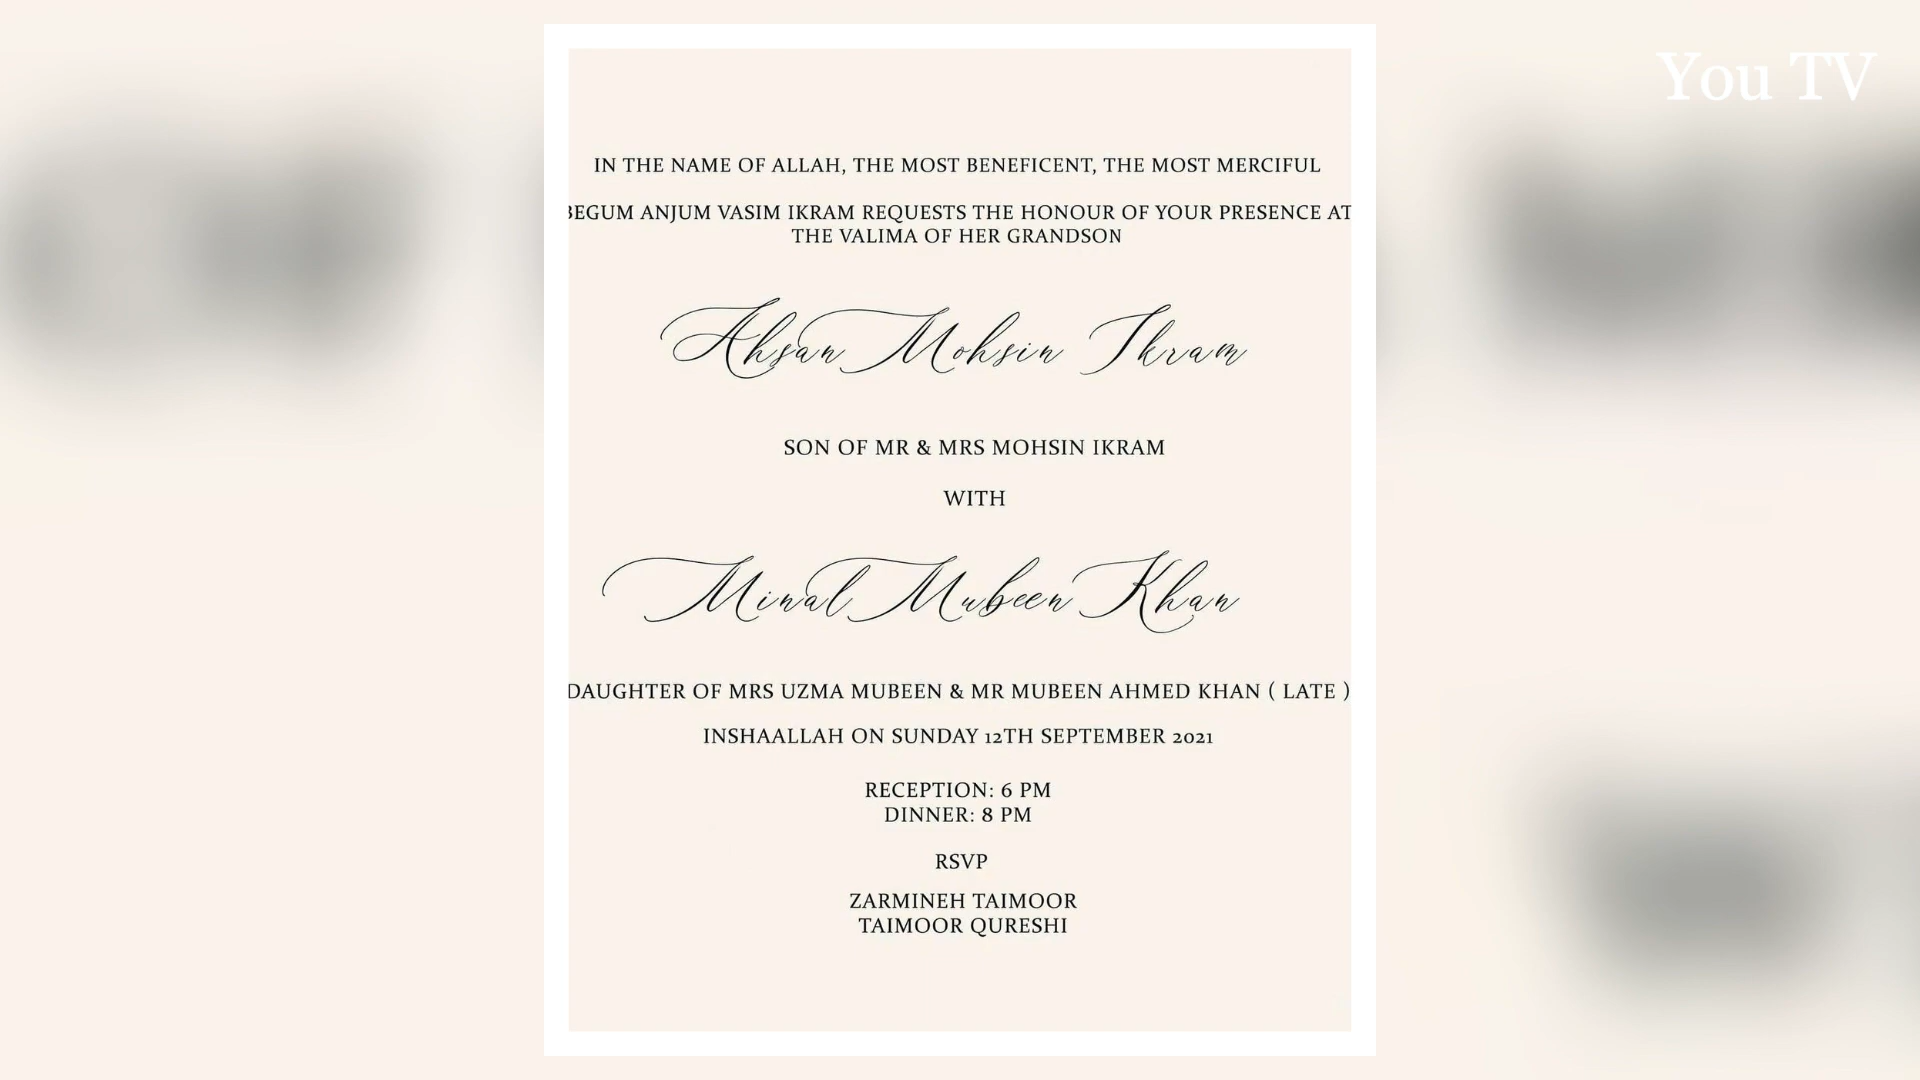 You TV
IN THE NAME OF ALLAH, THE MOST BENEFICENT, THE MOST MERCIFUL
BEGUM ANJUM VASIM IKRAM REQUESTS THE HONOUR OF YOUR PRESENCE AT
THE VALIMA OF HER GRANDSON
Ahsan Mohsin Ikram
SON OF MR & MRS MOHSIN IKRAM
WITH
Minal Mubeen Khan
DAUGHTER OF MRS UZMA MUBEEN & MR MUBEEN AHMED KHAN ( LATE )
INSHAALLAH ON SUNDAY 12TH SEPTEMBER 2021
RECEPTION: 6 PM
DINNER: 8 PM
RSVP
ZARMINEH TAIMOOR
TAIMOOR QURESHI